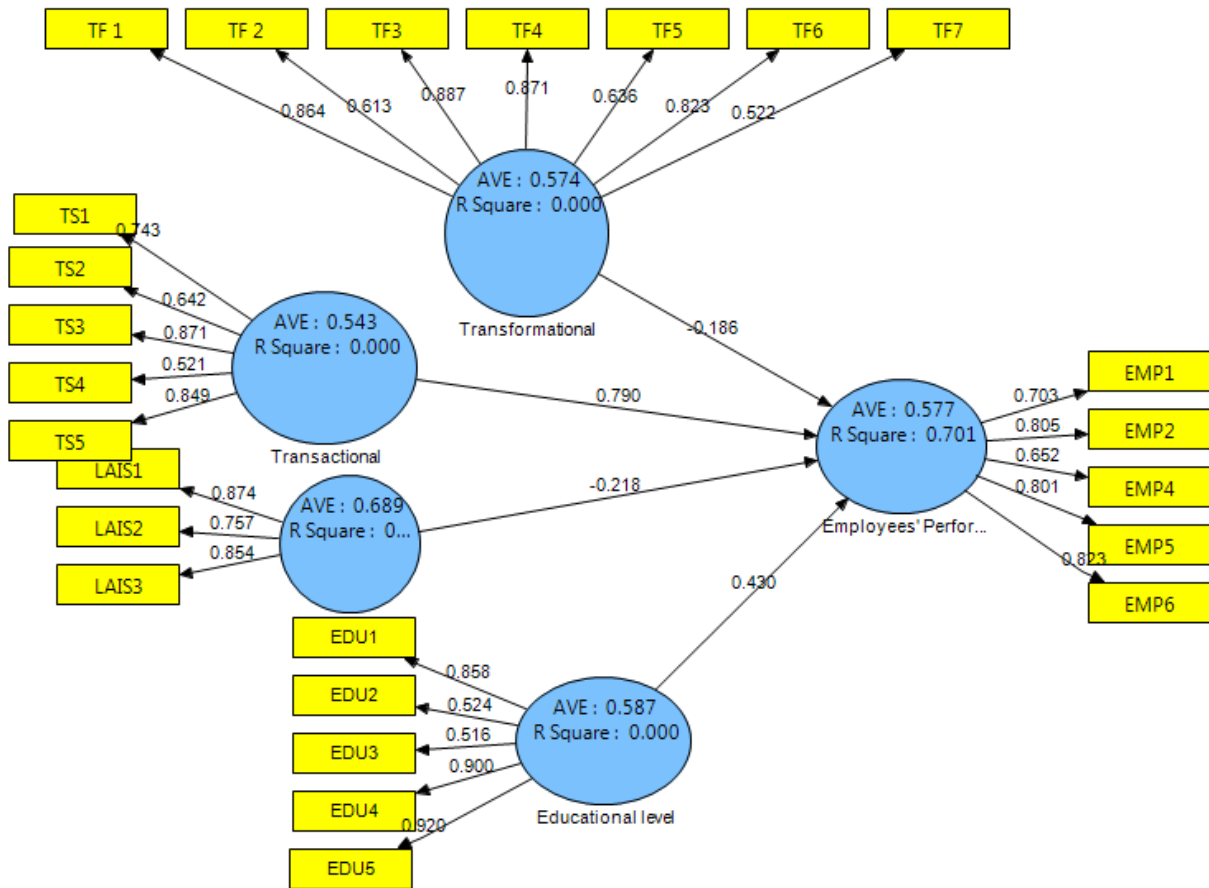 TF 1
TF 2
TF3
TF4
TF5
TF6
TF7
0.864
0.613
0.887
0.871
0.636
0.823
0.522
AVE : 0.574
R Square : 0.000
Transformational
TS1
TS2
TS3
TS4
TS5
0.743
0.642
0.871
0.521
0.849
AVE : 0.543
R Square : 0.000
Transactional
-0.186
0.790
-0.218
0.430
LAIS1
LAIS2
LAIS3
0.874
0.757
0.854
AVE : 0.689
R Square : 0...
AVE : 0.577
R Square : 0.701
Employees' Perfor...
0.703
0.805
0.652
0.801
0.823
EMP1
EMP2
EMP4
EMP5
EMP6
EDU1
EDU2
EDU3
EDU4
EDU5
0.858
0.524
0.516
0.900
0.920
AVE : 0.587
R Square : 0.000
Educational level